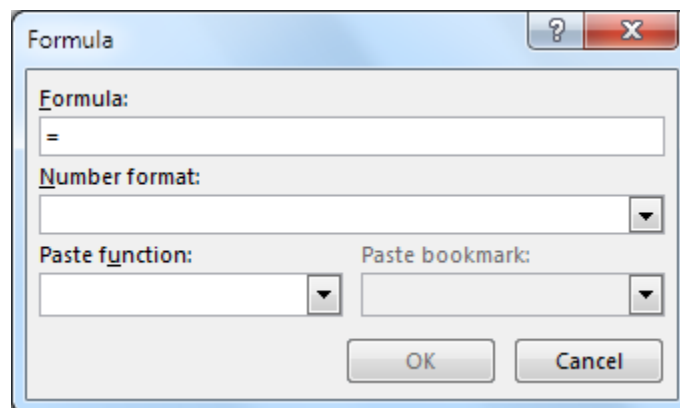 Formula
Formula:
=
Number format:
Paste function: Paste bookmark:
OK Cancel